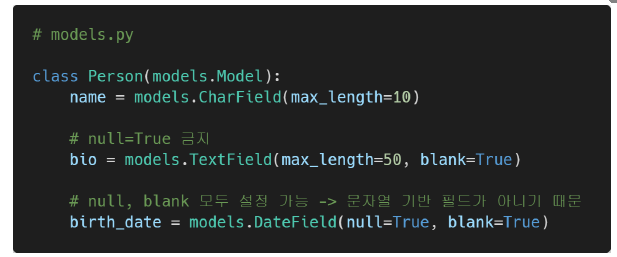 # models.py
class Person(models.Model):
name = models.CharField(max_length=10)
# null=True 금지
bio = models.TextField(max_length=50, blank=True)
# null, blank 모두 설정 가능 -> 문자열 기반 필드가 아니기 때문
birth_date = models.DateField(null=True, blank=True)